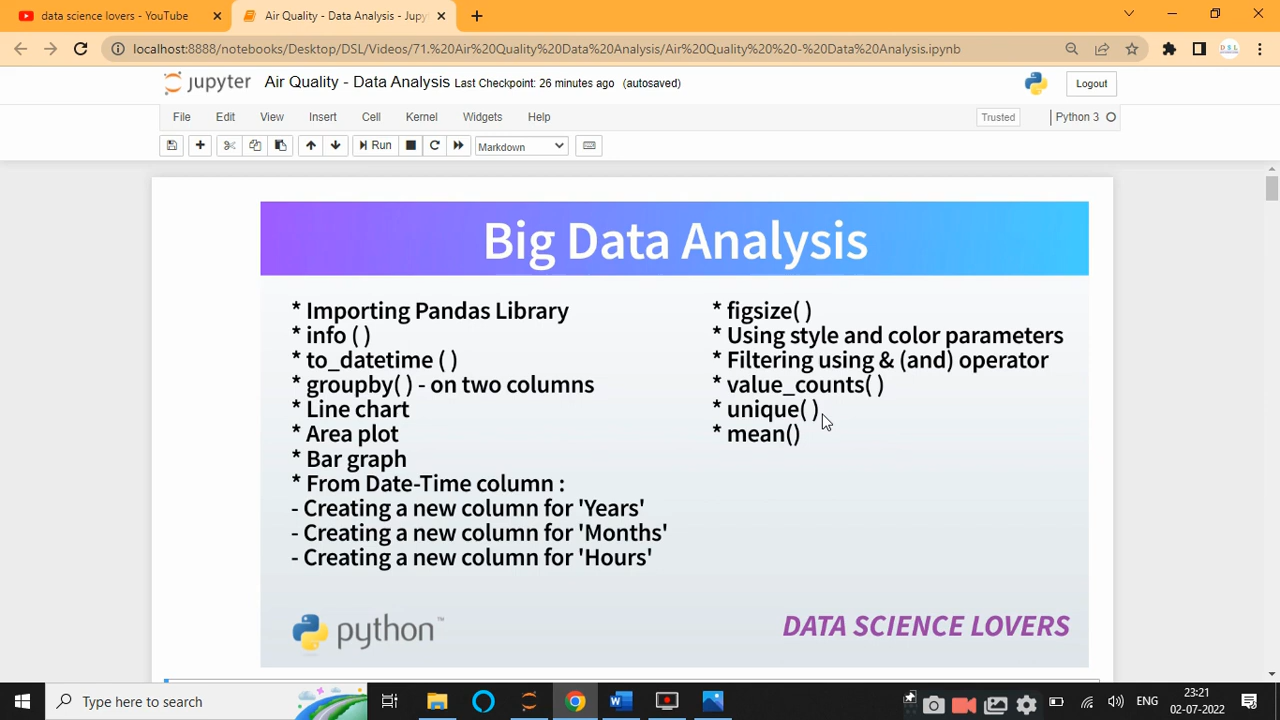 data science lovers - YouTube
Air Quality - Data Analysis - Jupy
localhost:8888/notebooks/Desktop/DSL/Videos/71.%20Air%20Quality%20Data%20Analysis/Air%20Quality%20%20-%20Data%20Analysis.ipynb
jupyter Air Quality - Data Analysis Last Checkpoint: 26 minutes ago (autosaved)
Logout
File Edit View Insert Cell Kernel Widgets Help
Trusted
Python 3
Run
Markdown
Big Data Analysis
* Importing Pandas Library
* info ( )
* to_datetime ( )
* groupby( ) - on two columns
* Line chart
* Area plot
* Bar graph
* From Date-Time column :
- Creating a new column for 'Years'
- Creating a new column for 'Months'
- Creating a new column for 'Hours'
* figsize( )
* Using style and color parameters
* Filtering using & (and) operator
* value_counts( )
* unique( )
* mean()
python™
DATA SCIENCE LOVERS
Type here to search
ENG
23:21
02-07-2022